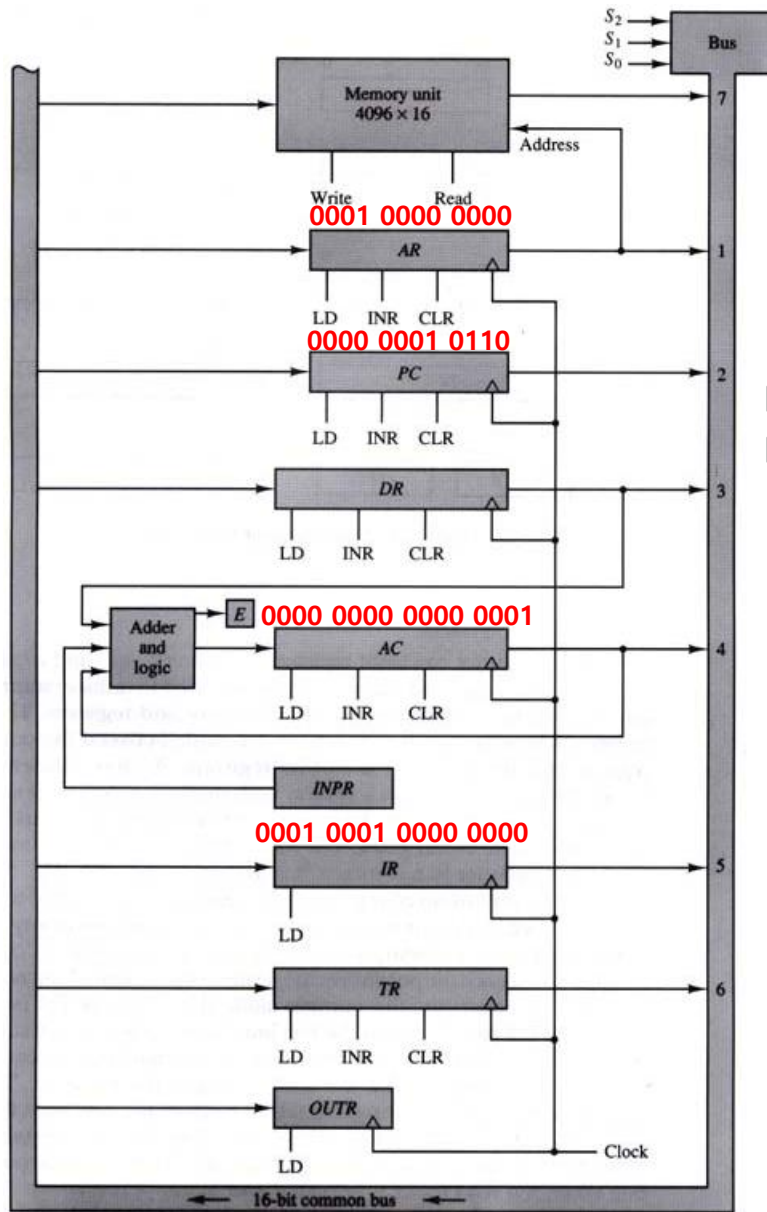 S2
S1
S0
Bus
Memory unit
4096 × 16
7
Address
Write Read
0001 0000 0000
AR
1
LD INR CLR
0000 0001 0110
PC
2
LD INR CLR
DR
3
LD INR CLR
E
0000 0000 0000 0001
Adder
and
logic
AC
4
LD INR CLR
INPR
0001 0001 0000 0000
IR
5
LD
TR
6
LD INR CLR
OUTR
LD
Clock
16-bit common bus